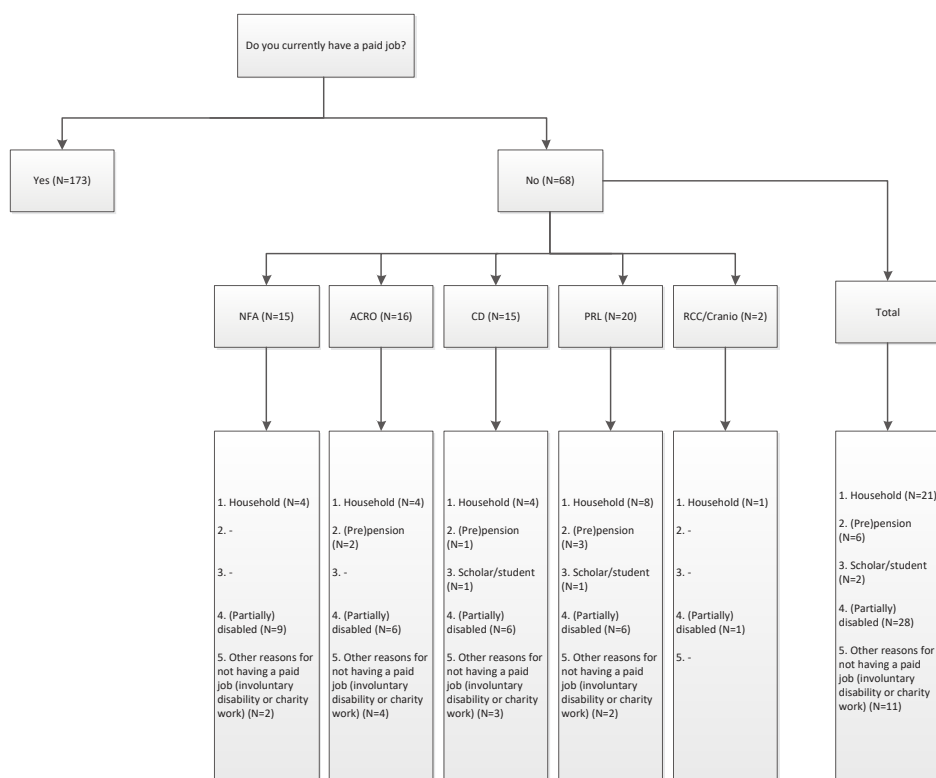 Do you currently have a paid job?
Yes (N=173)
No (N=68)
NFA (N=15)
ACRO (N=16)
CD (N=15)
PRL (N=20)
RCC/Cranio (N=2)
Total
1. Household (N=4)
2. -
3. -
4. (Partially)
disabled (N=9)
5. Other reasons for
not having a paid
job (involuntary
disability or charity
work) (N=2)
1. Household (N=4)
2. (Pre)pension
(N=2)
3. -
4. (Partially)
disabled (N=6)
5. Other reasons for
not having a paid
job (involuntary
disability or charity
work) (N=4)
1. Household (N=4)
2. (Pre)pension
(N=1)
3. Scholar/student
(N=1)
4. (Partially)
disabled (N=6)
5. Other reasons for
not having a paid
job (involuntary
disability or charity
work) (N=3)
1. Household (N=8)
2. (Pre)pension
(N=3)
3. Scholar/student
(N=1)
4. (Partially)
disabled (N=6)
5. Other reasons for
not having a paid
job (involuntary
disability or charity
work) (N=2)
1. Household (N=1)
2. -
3. -
4. (Partially)
disabled (N=1)
5. -
1. Household (N=21)
2. (Pre)pension
(N=6)
3. Scholar/student
(N=2)
4. (Partially)
disabled (N=28)
5. Other reasons for
not having a paid
job (involuntary
disability or charity
work) (N=11)